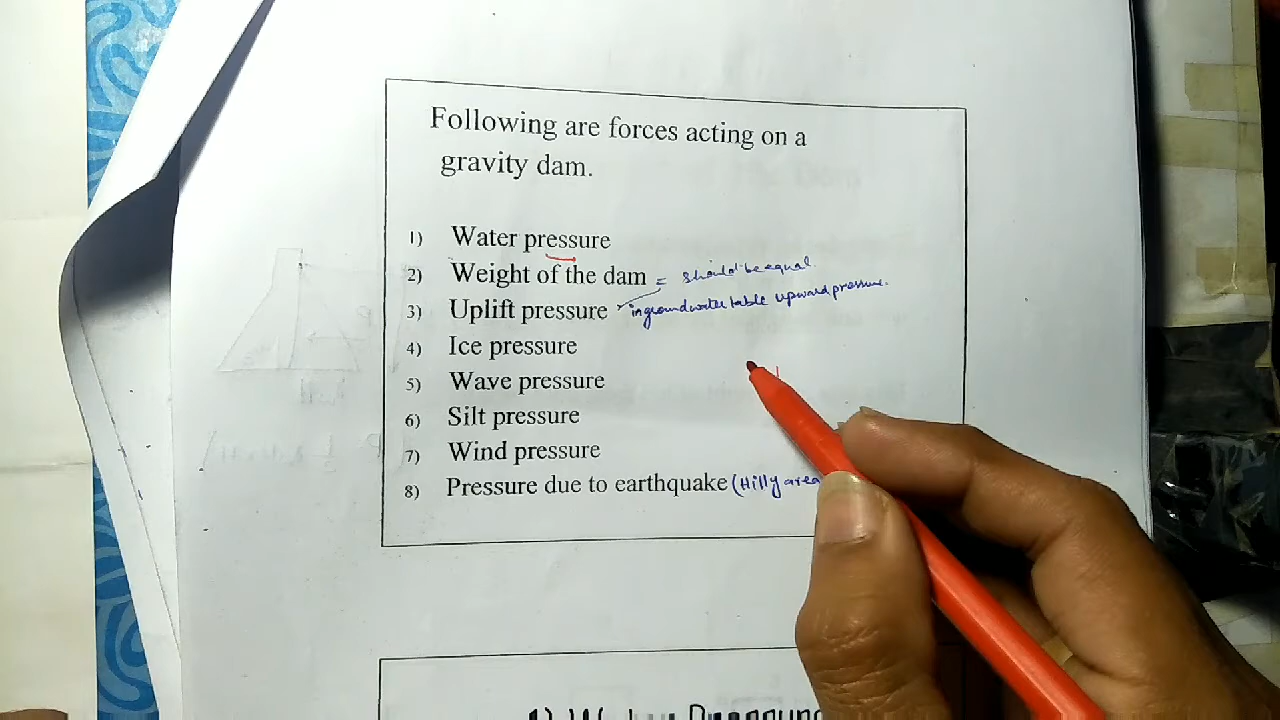 Following are forces acting on a
gravity dam.
1) Water pressure
2) Weight of the dam = should be equal.
3) Uplift pressure in groundwater table upward pressure.
4) Ice pressure
5) Wave pressure
6) Silt pressure
7) Wind pressure
8) Pressure due to earthquake (Hilly area